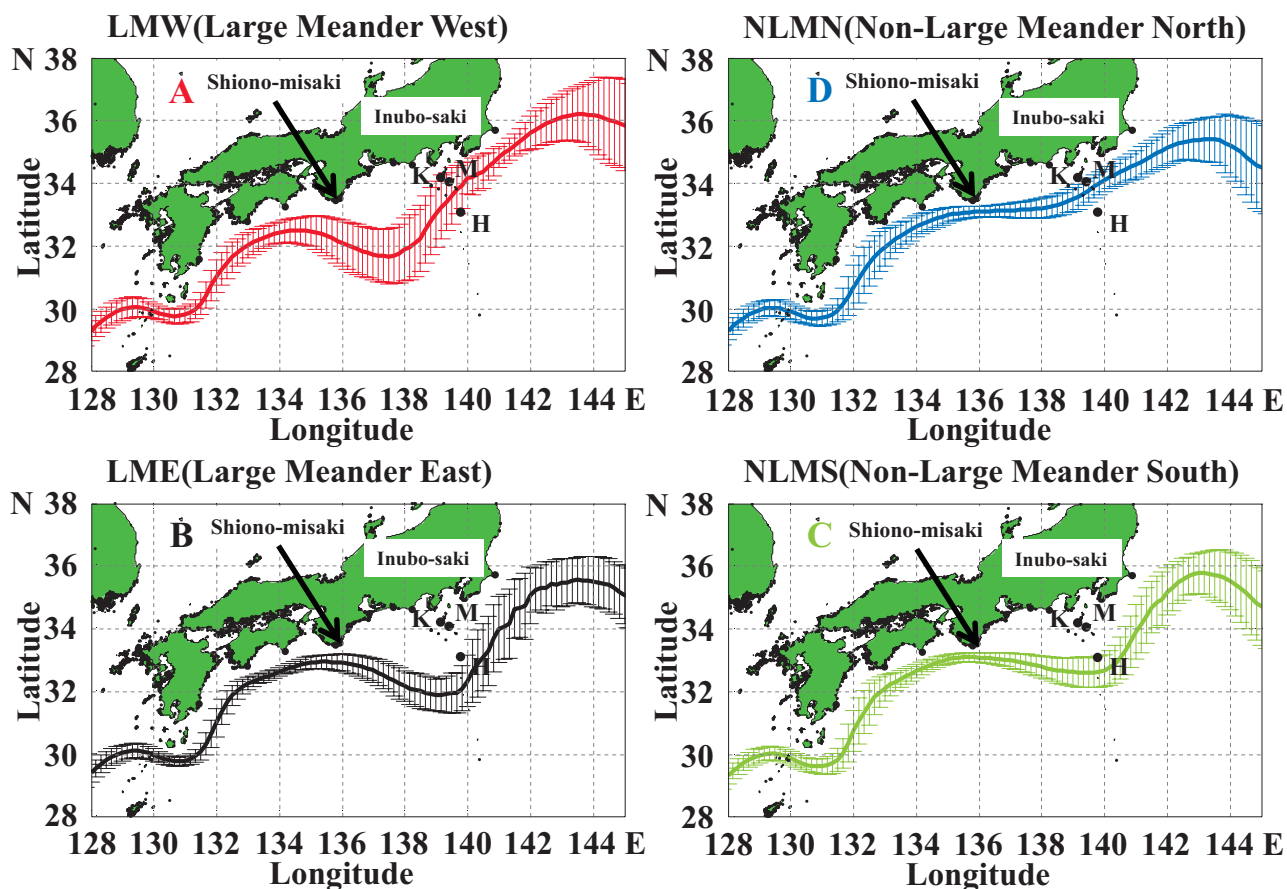 LMW(Large Meander West)
N
38
36
34
32
30
28
Latitude
A
Shiono-misaki
Inubo-saki
K
M
H
128 130 132 134 136 138 140 142 144 E
Longitude
NLMN(Non-Large Meander North)
N
38
36
34
32
30
28
Latitude
D
Shiono-misaki
Inubo-saki
K
M
H
128 130 132 134 136 138 140 142 144 E
Longitude
LME(Large Meander East)
N
38
36
34
32
30
28
Latitude
B
Shiono-misaki
Inubo-saki
K
M
H
128 130 132 134 136 138 140 142 144 E
Longitude
NLMS(Non-Large Meander South)
N
38
36
34
32
30
28
Latitude
C
Shiono-misaki
Inubo-saki
K
M
H
128 130 132 134 136 138 140 142 144 E
Longitude